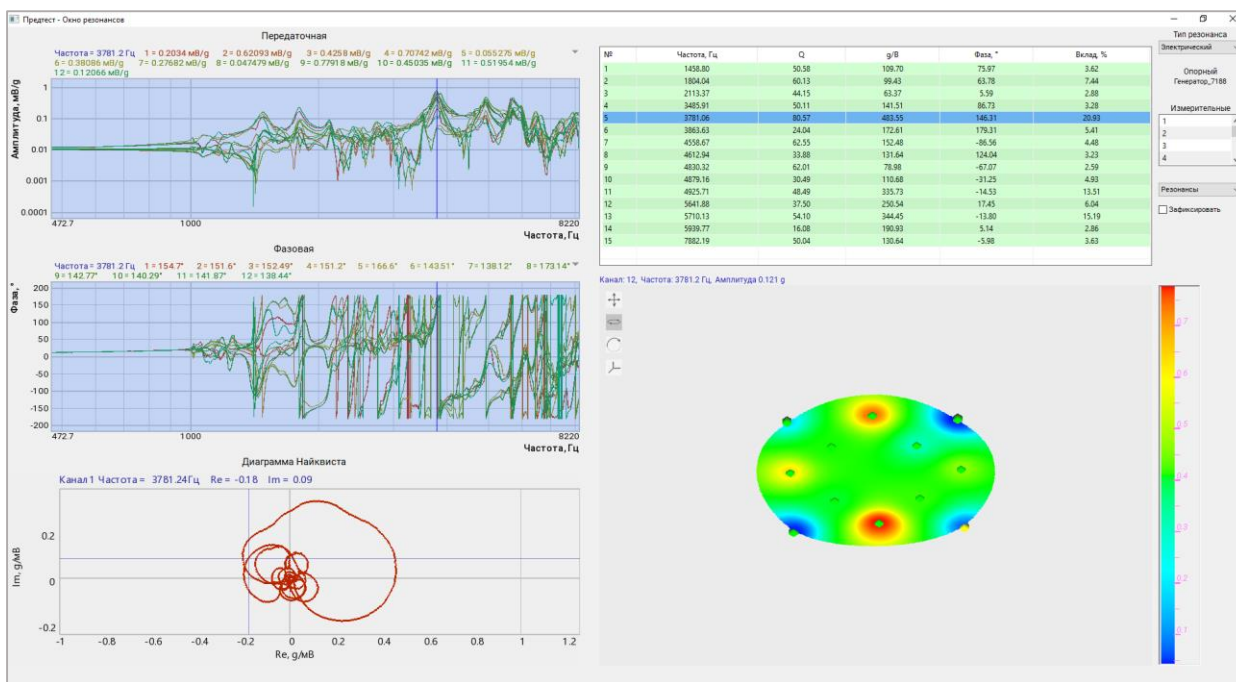 Предтест - Окно резонансов
Передаточная
Частота = 3781.2 Гц 1 = 0.2034 мВ/g 2 = 0.62093 мВ/g 3 = 0.4258 мВ/g 4 = 0.70742 мВ/g 5 = 0.055275 мВ/g
6 = 0.38086 мВ/g 7 = 0.27682 мВ/g 8 = 0.047479 мВ/g 9 = 0.77918 мВ/g 10 = 0.45035 мВ/g 11 = 0.51954 мВ/g
12 = 0.12066 мВ/g
Амплитуда, мВ/g
1
0.1
0.01
0.001
0.0001
472.7 1000 8220
Частота, Гц
Фазовая
Частота = 3781.2 Гц 1 = 154.7° 2 = 151.6° 3 = 152.49° 4 = 151.2° 5 = 166.6° 6 = 143.51° 7 = 138.12° 8 = 173.14°
9 = 142.77° 10 = 140.29° 11 = 141.87° 12 = 138.44°
Фаза, °
200
150
100
50
0
-50
-100
-150
-200
472.7 1000 8220
Частота, Гц
Диаграмма Найквиста
Канал 1 Частота = 3781.24Гц Re = -0.18 Im = 0.09
Im, g/мВ
0.2
0
-0.2
-1 -0.8 -0.6 -0.4 -0.2 0 0.2 0.4 0.6 0.8 1 1.2
Re, g/мВ
№ Частота, Гц Q g/В Фаза, ° Вклад, %
1 1458.80 50.58 109.70 75.97 3.62
2 1804.04 60.13 99.43 63.78 7.44
3 2113.37 44.15 63.37 5.59 2.88
4 3485.91 50.11 141.51 86.73 3.28
5 3781.06 80.57 483.55 146.31 20.93
6 3863.63 24.04 172.61 179.31 5.41
7 4558.67 62.55 152.48 -86.56 4.48
8 4612.94 33.88 131.64 124.04 3.23
9 4830.32 62.01 78.98 -67.07 2.59
10 4879.16 30.49 110.68 -31.25 4.93
11 4925.71 48.49 335.73 -14.53 13.51
12 5641.88 37.50 250.54 17.45 6.04
13 5710.13 54.10 344.45 -13.80 15.19
14 5939.77 16.08 190.93 5.14 2.86
15 7882.19 50.04 130.64 -5.98 3.63
Канал: 12, Частота: 3781.2 Гц, Амплитуда 0.121 g
0.7
0.6
0.5
0.4
0.3
0.2
0.1
Тип резонанса
Электрический
Опорный
Генератор_7188
Измерительные
1
2
3
4
Резонансы
Зафиксировать